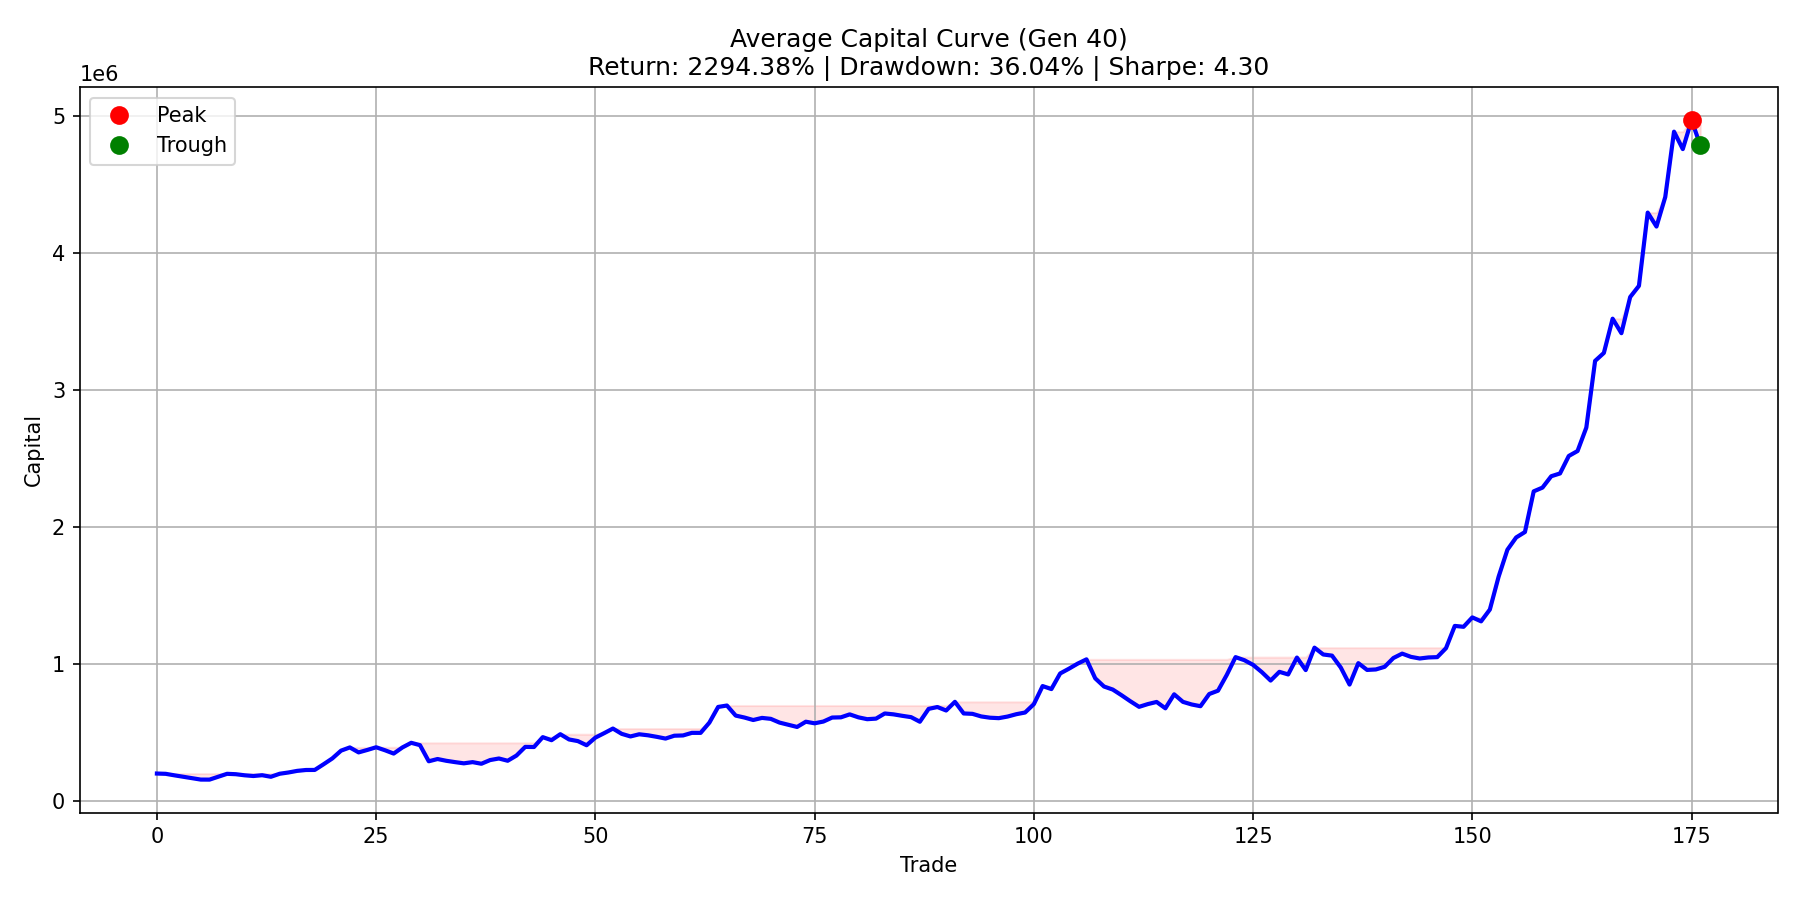 Average Capital Curve (Gen 40)
Return: 2294.38% | Drawdown: 36.04% | Sharpe: 4.30
1e6
Peak
Trough
5
4
3
2
1
0
Capital
0 25 50 75 100 125 150 175
Trade